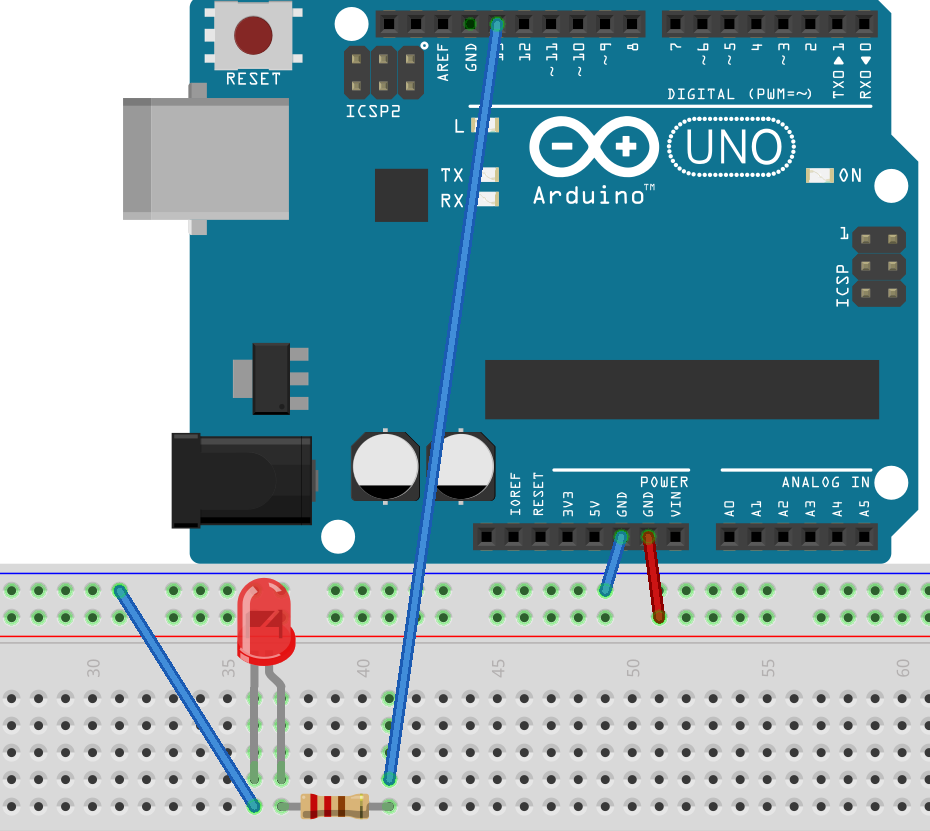 RESET
ICSP2
AREF
GND
12
~11
~10
~9
8
7
~6
~5
4
~3
2
TX0▶1
RX0◀0
DIGITAL (PWM=~)
L
TX
RX
Arduino™
UNO
ON
1
ICSP
POWER
ANALOG IN
IOREF
RESET
3V3
5V
GND
GND
VIN
A0
A1
A2
A3
A4
A5
30
35
40
45
50
55
60